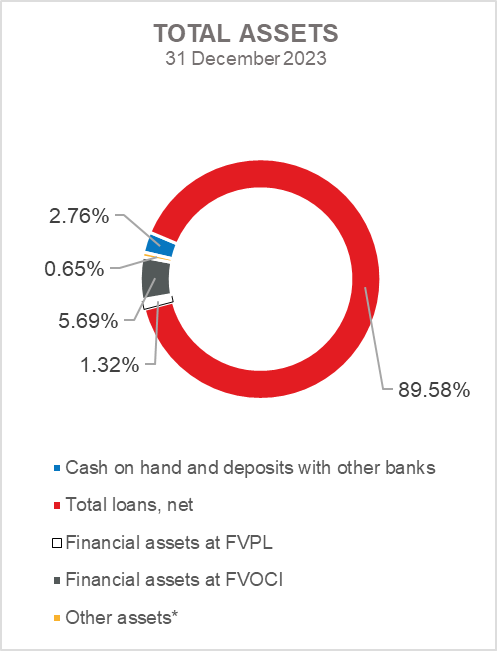 TOTAL ASSETS
31 December 2023
2.76%
0.65%
5.69%
1.32%
89.58%
Cash on hand and deposits with other banks
Total loans, net
Financial assets at FVPL
Financial assets at FVOCI
Other assets*